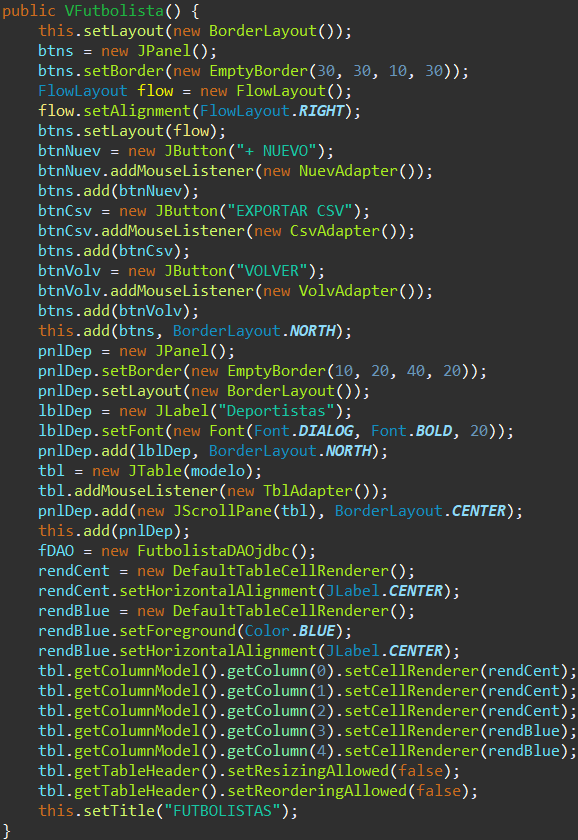 public VFutbolista() {
    this.setLayout(new BorderLayout());
    btns = new JPanel();
    btns.setBorder(new EmptyBorder(30, 30, 10, 30));
    FlowLayout flow = new FlowLayout();
    flow.setAlignment(FlowLayout.RIGHT);
    btns.setLayout(flow);
    btnNuev = new JButton("+ NUEVO");
    btnNuev.addMouseListener(new NuevAdapter());
    btns.add(btnNuev);
    btnCsv = new JButton("EXPORTAR CSV");
    btnCsv.addMouseListener(new CsvAdapter());
    btns.add(btnCsv);
    btnVolv = new JButton("VOLVER");
    btnVolv.addMouseListener(new VolvAdapter());
    btns.add(btnVolv);
    this.add(btns, BorderLayout.NORTH);
    pnlDep = new JPanel();
    pnlDep.setBorder(new EmptyBorder(10, 20, 40, 20));
    pnlDep.setLayout(new BorderLayout());
    lblDep = new JLabel("Deportistas");
    lblDep.setFont(new Font(Font.DIALOG, Font.BOLD, 20));
    pnlDep.add(lblDep, BorderLayout.NORTH);
    tbl = new JTable(modelo);
    tbl.addMouseListener(new TblAdapter());
    pnlDep.add(new JScrollPane(tbl), BorderLayout.CENTER);
    this.add(pnlDep);
    fDAO = new FutbolistaDAOjdbc();
    rendCent = new DefaultTableCellRenderer();
    rendCent.setHorizontalAlignment(JLabel.CENTER);
    rendBlue = new DefaultTableCellRenderer();
    rendBlue.setForeground(Color.BLUE);
    rendBlue.setHorizontalAlignment(JLabel.CENTER);
    tbl.getColumnModel().getColumn(0).setCellRenderer(rendCent);
    tbl.getColumnModel().getColumn(1).setCellRenderer(rendCent);
    tbl.getColumnModel().getColumn(2).setCellRenderer(rendCent);
    tbl.getColumnModel().getColumn(3).setCellRenderer(rendBlue);
    tbl.getColumnModel().getColumn(4).setCellRenderer(rendBlue);
    tbl.getTableHeader().setResizingAllowed(false);
    tbl.getTableHeader().setReorderingAllowed(false);
    this.setTitle("FUTBOLISTAS");
}